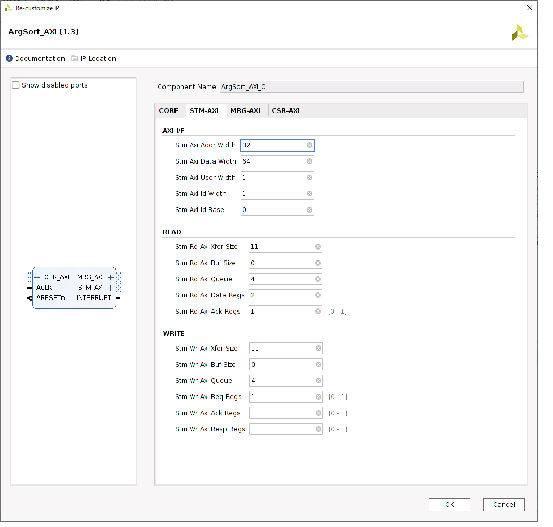 Re-customize IP
ArgSort_AXI (1.3)
Documentation IP Location
Show disabled ports
Component Name ArgSort_AXI_0
CORE STM-AXI MRG-AXI CSR-AXI
AXI I/F
Stm Axi Addr Width 32
Stm Axi Data Width 64
Stm Axi User Width 1
Stm Axi Id Width 1
Stm Axi Id Base 0
READ
Stm Rd Axi Xfer Size 11
Stm Rd Axi Buf Size 0
Stm Rd Axi Queue 4
Stm Rd Axi Data Regs 2
Stm Rd Axi Ack Regs 1 [0 - 1]
WRITE
Stm Wr Axi Xfer Size 11
Stm Wr Axi Buf Size 0
Stm Wr Axi Queue 4
Stm Wr Axi Req Regs 1 [0 - 1]
Stm Wr Axi Ack Regs [0 - 1]
Stm Wr Axi Resp Regs [0 - 1]
CSR_AXI MRG_AXI
ACLK STM_AXI
ARESETn INTERRUPT
OK Cancel